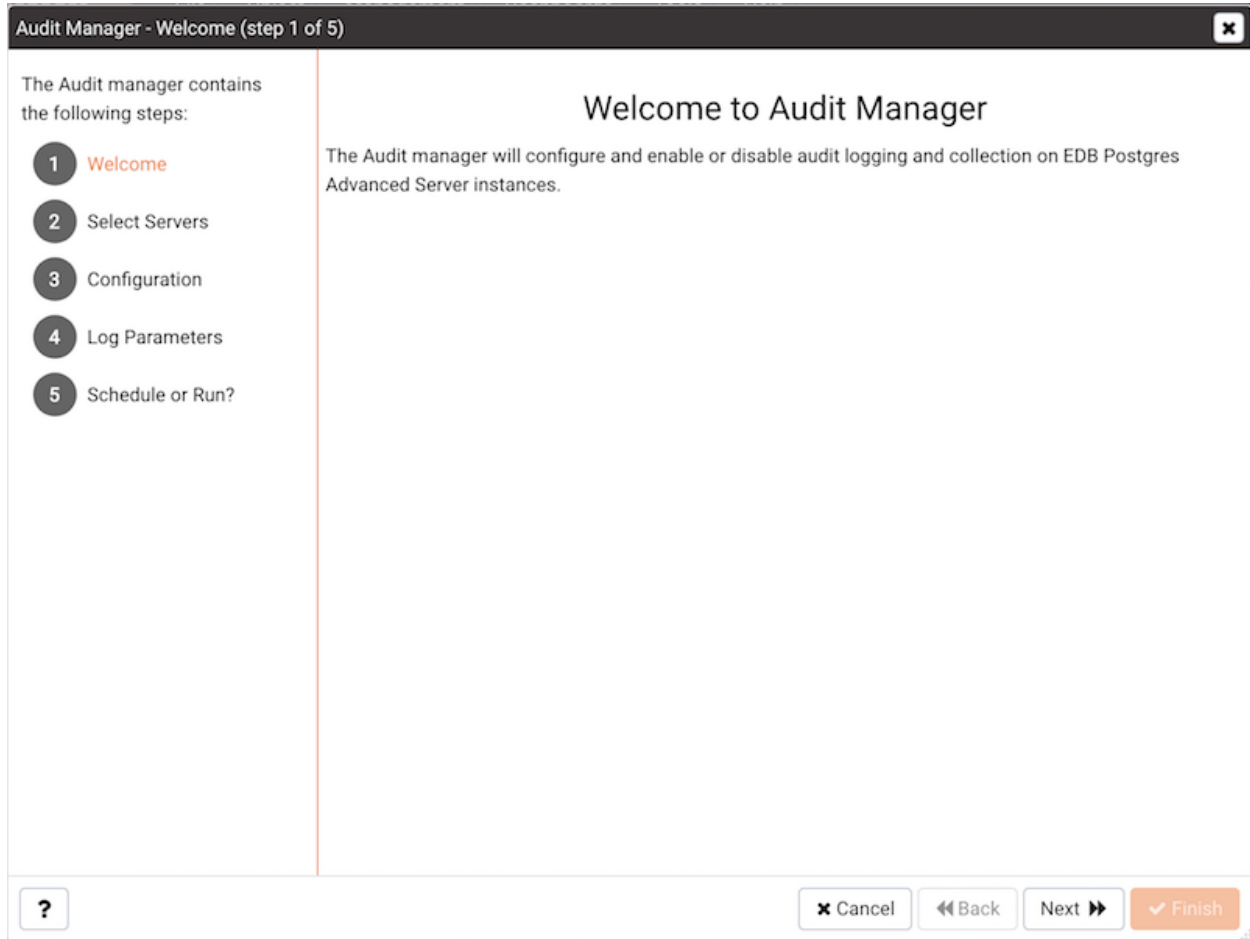 Audit Manager - Welcome (step 1 of 5)
The Audit manager contains
the following steps:
1 Welcome
2 Select Servers
3 Configuration
4 Log Parameters
5 Schedule or Run?
Welcome to Audit Manager
The Audit manager will configure and enable or disable audit logging and collection on EDB Postgres
Advanced Server instances.
?
Cancel
Back
Next
Finish